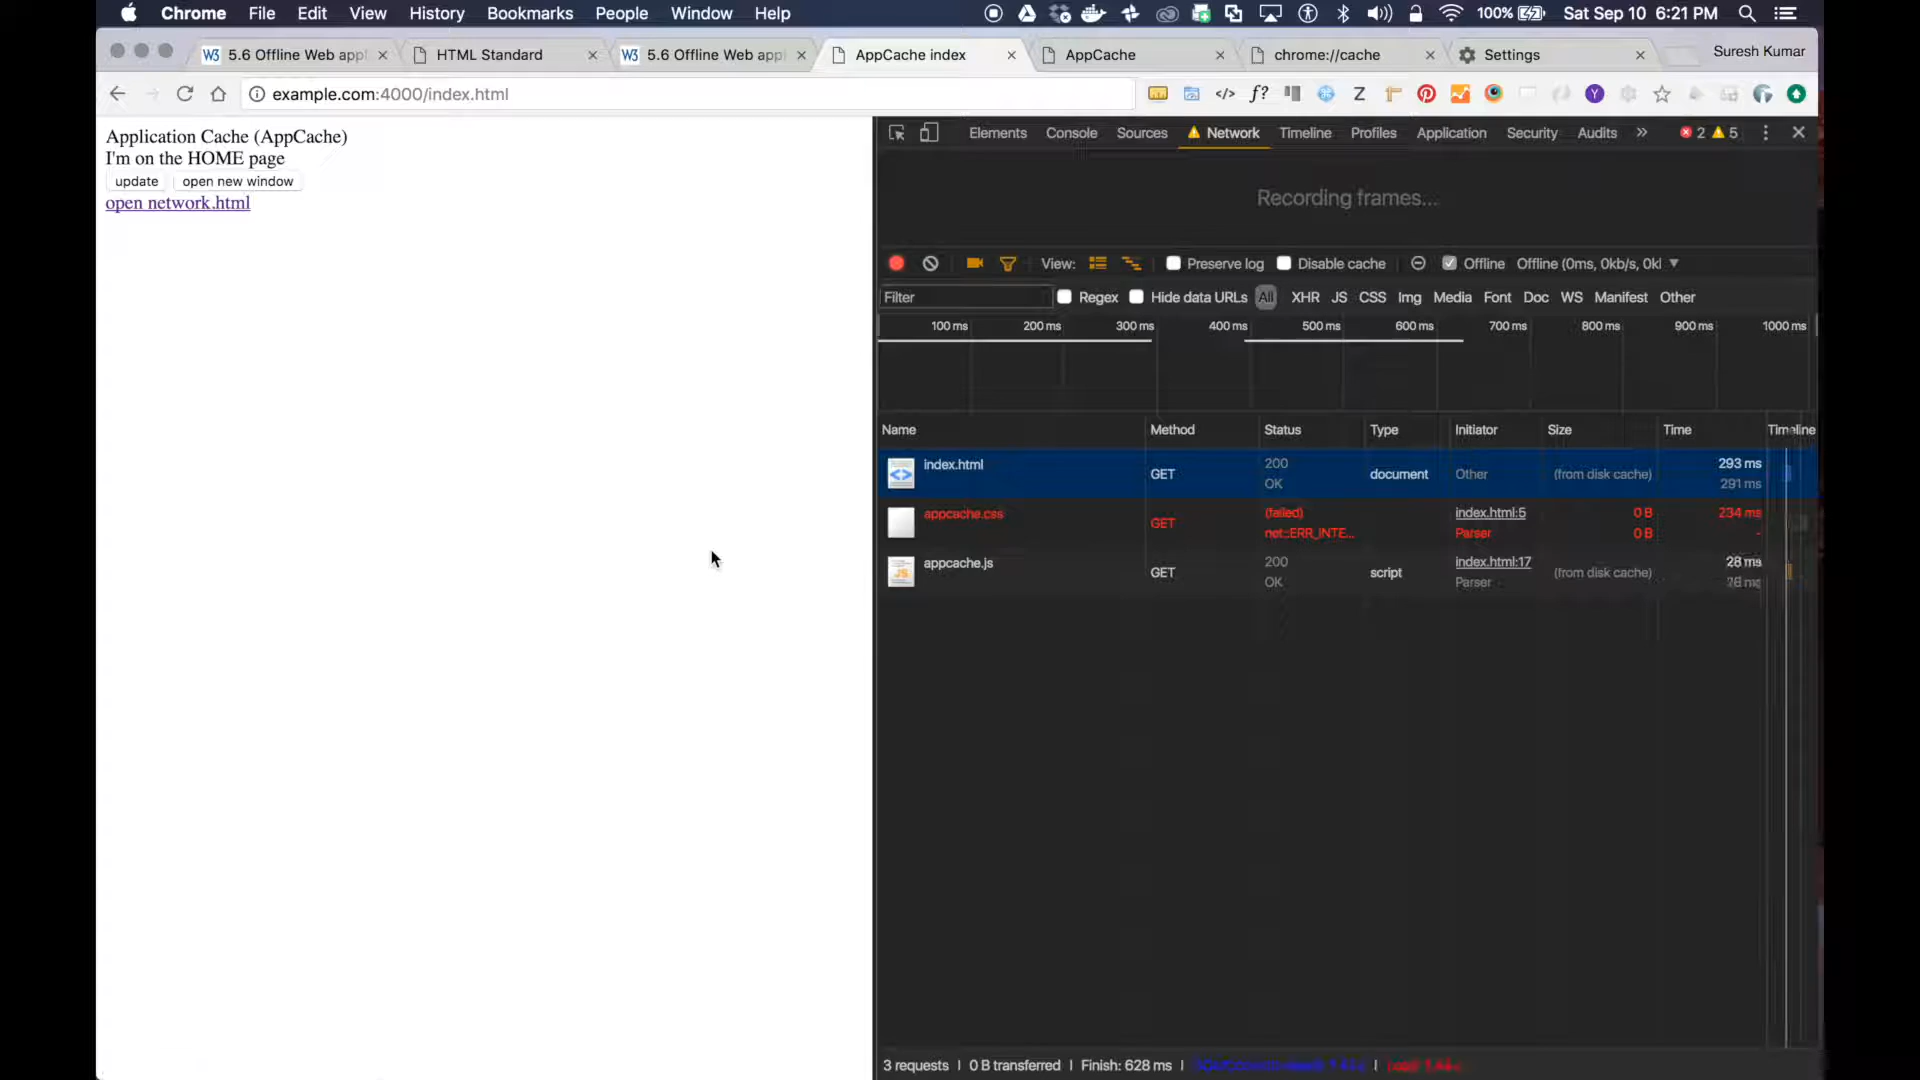 Chrome File Edit View History Bookmarks People Window Help 100% Sat Sep 10 6:21 PM
5.6 Offline Web app HTML Standard 5.6 Offline Web app AppCache index AppCache chrome://cache Settings Suresh Kumar
example.com:4000/index.html </> f? Z Y
Application Cache (AppCache)
I'm on the HOME page
update open new window
open network.html
Elements Console Sources Network Timeline Profiles Application Security Audits » 2 5
Recording frames...
View: Preserve log Disable cache Offline Offline (0ms, 0kb/s, 0k
Filter Regex Hide data URLs All XHR JS CSS Img Media Font Doc WS Manifest Other
100 ms 200 ms 300 ms 400 ms 500 ms 600 ms 700 ms 800 ms 900 ms 1000 ms
Name Method Status Type Initiator Size Time Timeline
index.html GET 200 OK document Other (from disk cache) 293 ms 291 ms
appcache.css GET (failed) net::ERR_INTE... index.html:5 Parser 0 B 0 B 234 ms -
appcache.js GET 200 OK script index.html:17 Parser (from disk cache) 28 ms 28 ms
3 requests | 0 B transferred | Finish: 628 ms | |